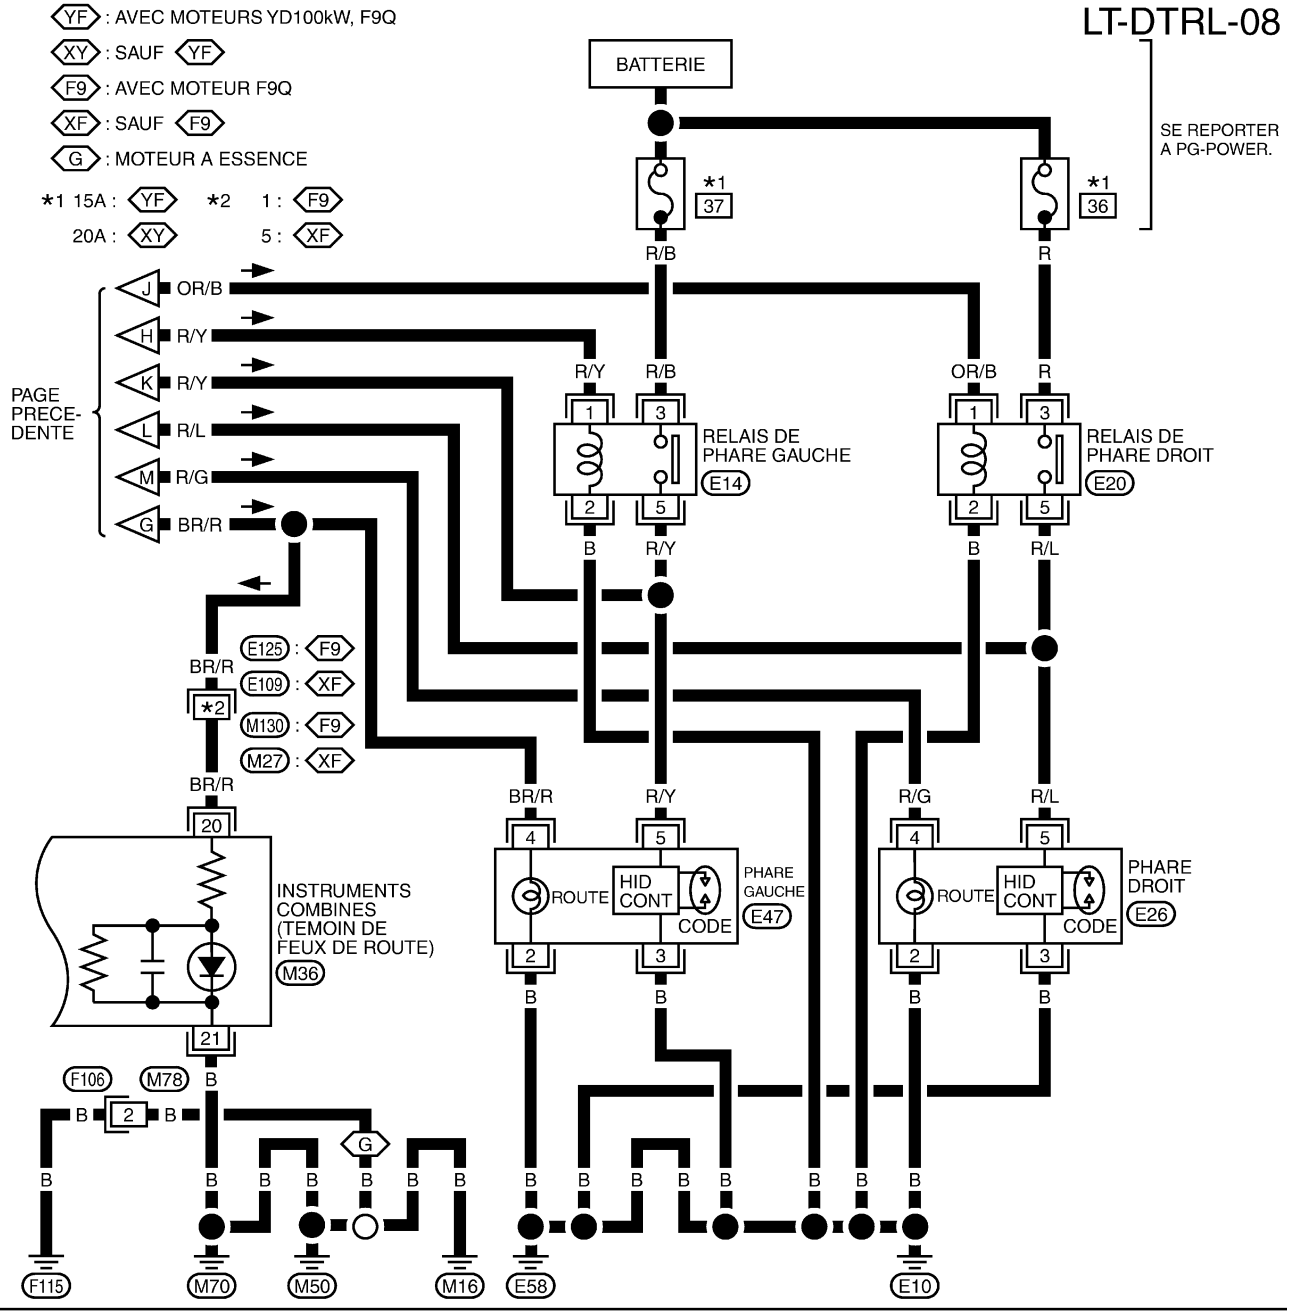 YF : AVEC MOTEURS YD100kW, F9Q
LT-DTRL-08
XY : SAUF YF
F9 : AVEC MOTEUR F9Q
XF : SAUF F9
G : MOTEUR A ESSENCE
*1 15A : YF *2 1 : F9
20A : XY 5 : XF
BATTERIE
SE REPORTER
A PG-POWER.
*1
37
*1
36
R/B
R
PAGE
PRECE-
DENTE
J OR/B
H R/Y
K R/Y
L R/L
M R/G
G BR/R
R/Y R/B
OR/B R
1 3
1 3
RELAIS DE
PHARE GAUCHE
E14
RELAIS DE
PHARE DROIT
E20
2 5
2 5
B R/Y
B R/L
BR/R
E125 : F9
E109 : XF
*2
M130 : F9
M27 : XF
BR/R
BR/R R/Y
R/G R/L
20
4 5
4 5
INSTRUMENTS
COMBINES
(TEMOIN DE
FEUX DE ROUTE)
M36
ROUTE
HID
CONT
CODE
PHARE
GAUCHE
E47
ROUTE
HID
CONT
CODE
PHARE
DROIT
E26
2 3
2 3
B B
B B
21
F106 M78 B
B 2 B
G
B B B B B B B
B B B B B B B B
F115 M70 M50 M16 E58 E10